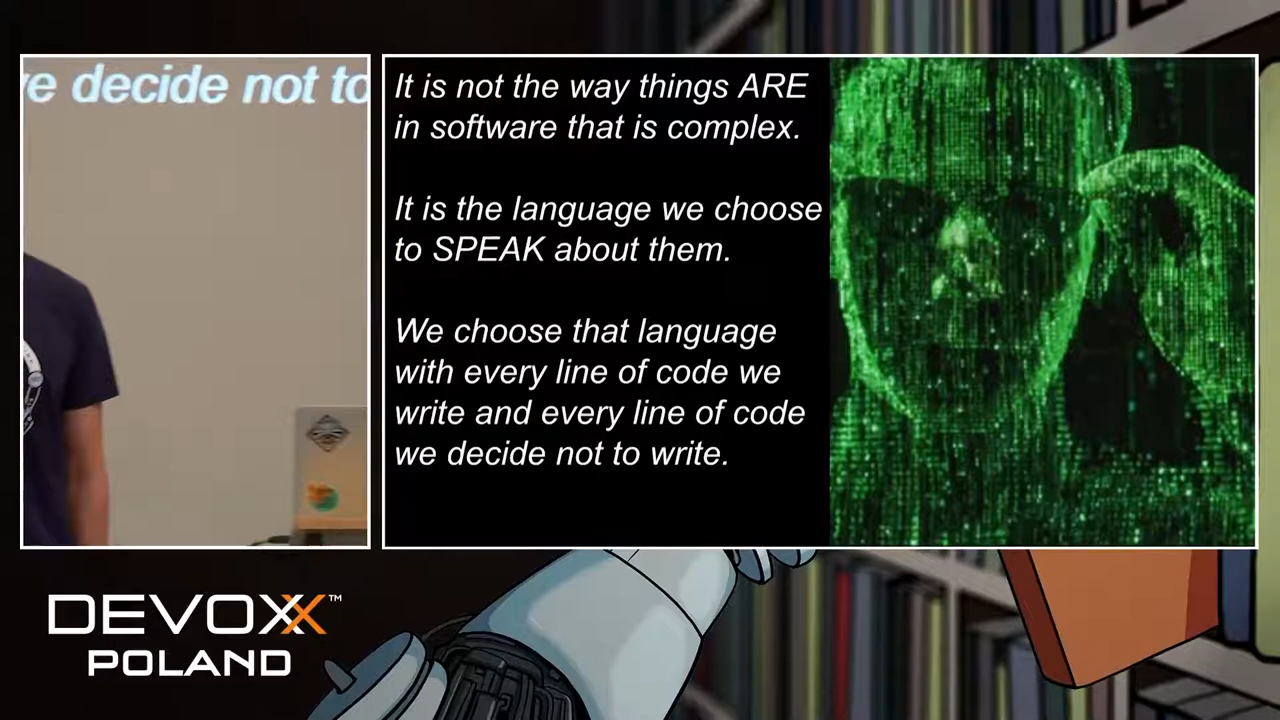 e decide not to
It is not the way things ARE
in software that is complex.
It is the language we choose
to SPEAK about them.
We choose that language
with every line of code we
write and every line of code
we decide not to write.
DEVOXX™
POLAND